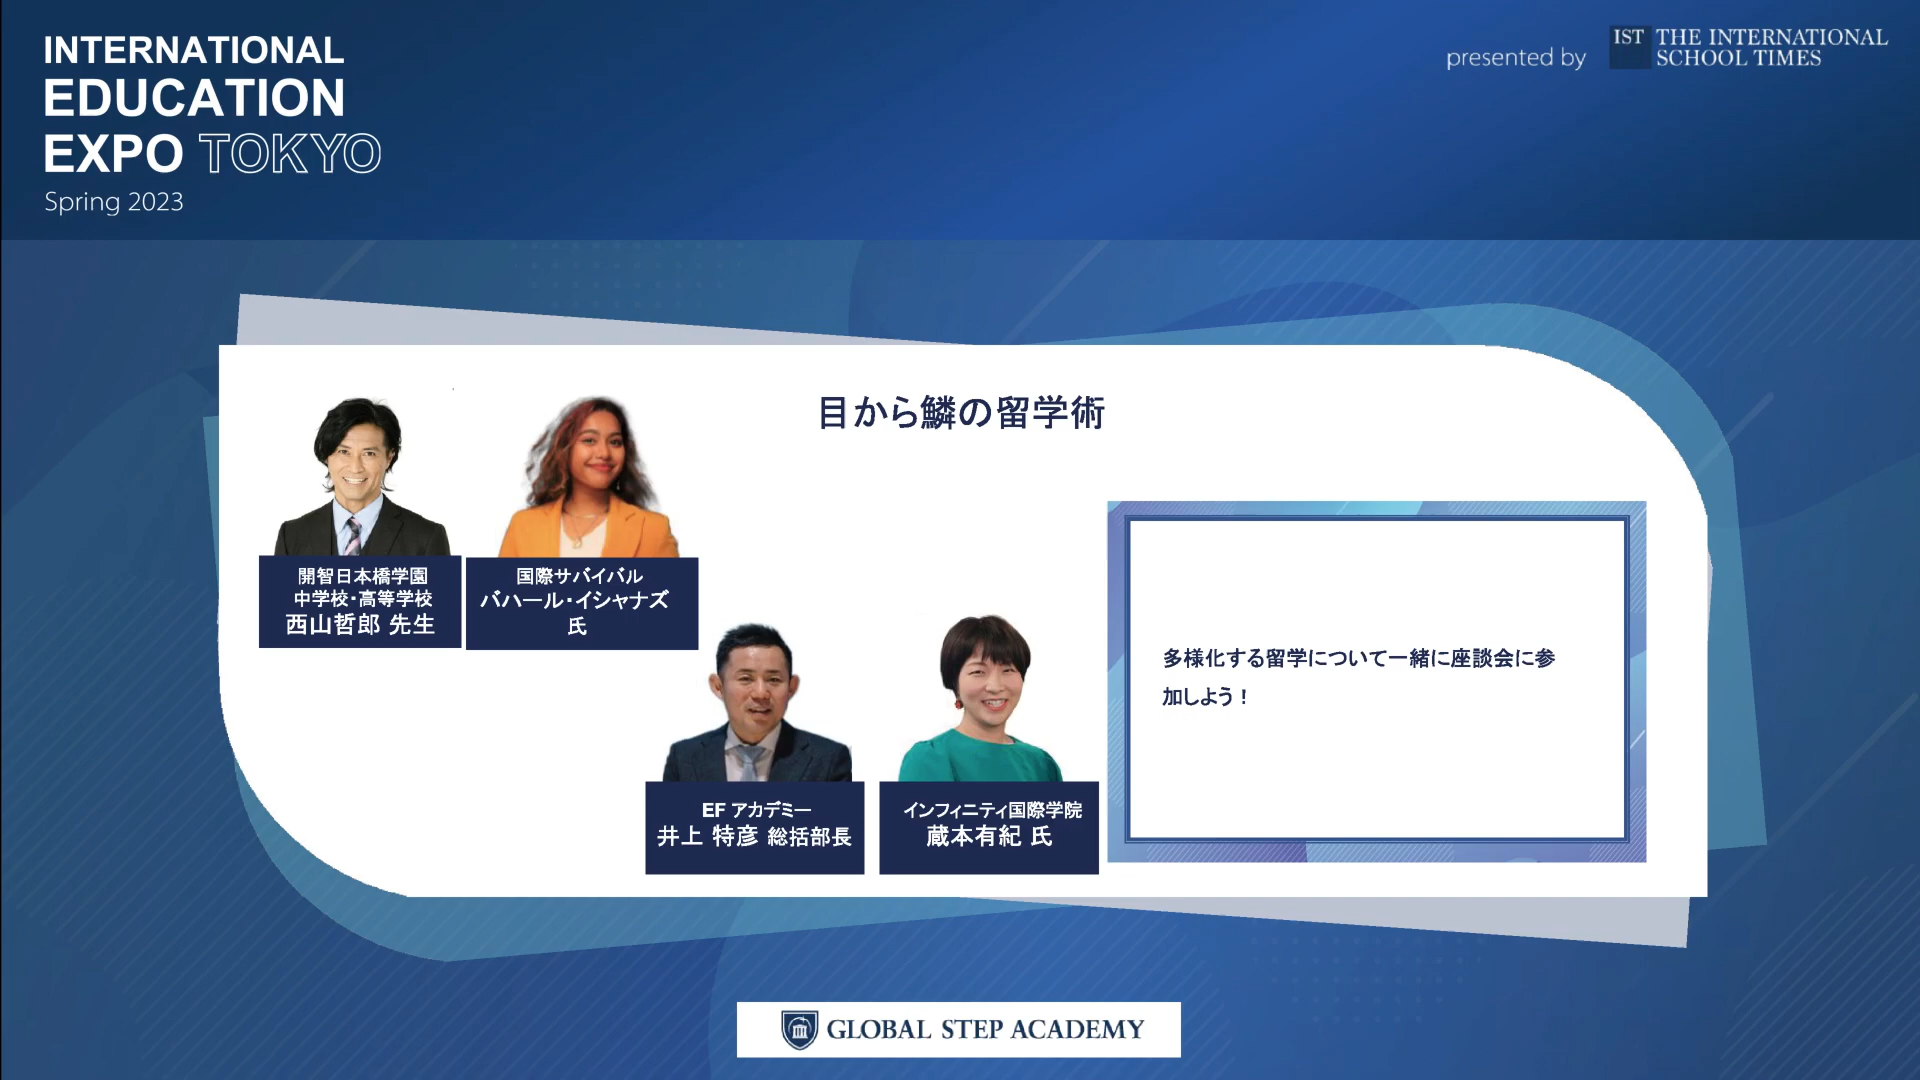 INTERNATIONAL
EDUCATION
EXPO TOKYO
Spring 2023
presented by
IST THE INTERNATIONAL
SCHOOL TIMES
目から鱗の留学術
開智日本橋学園
中学校・高等学校
西山哲郎 先生
国際サバイバル
バハール・イシャナズ
氏
EF アカデミー
井上 特彦 総括部長
インフィニティ国際学院
蔵本有紀 氏
多様化する留学について一緒に座談会に参
加しよう！
GLOBAL STEP ACADEMY